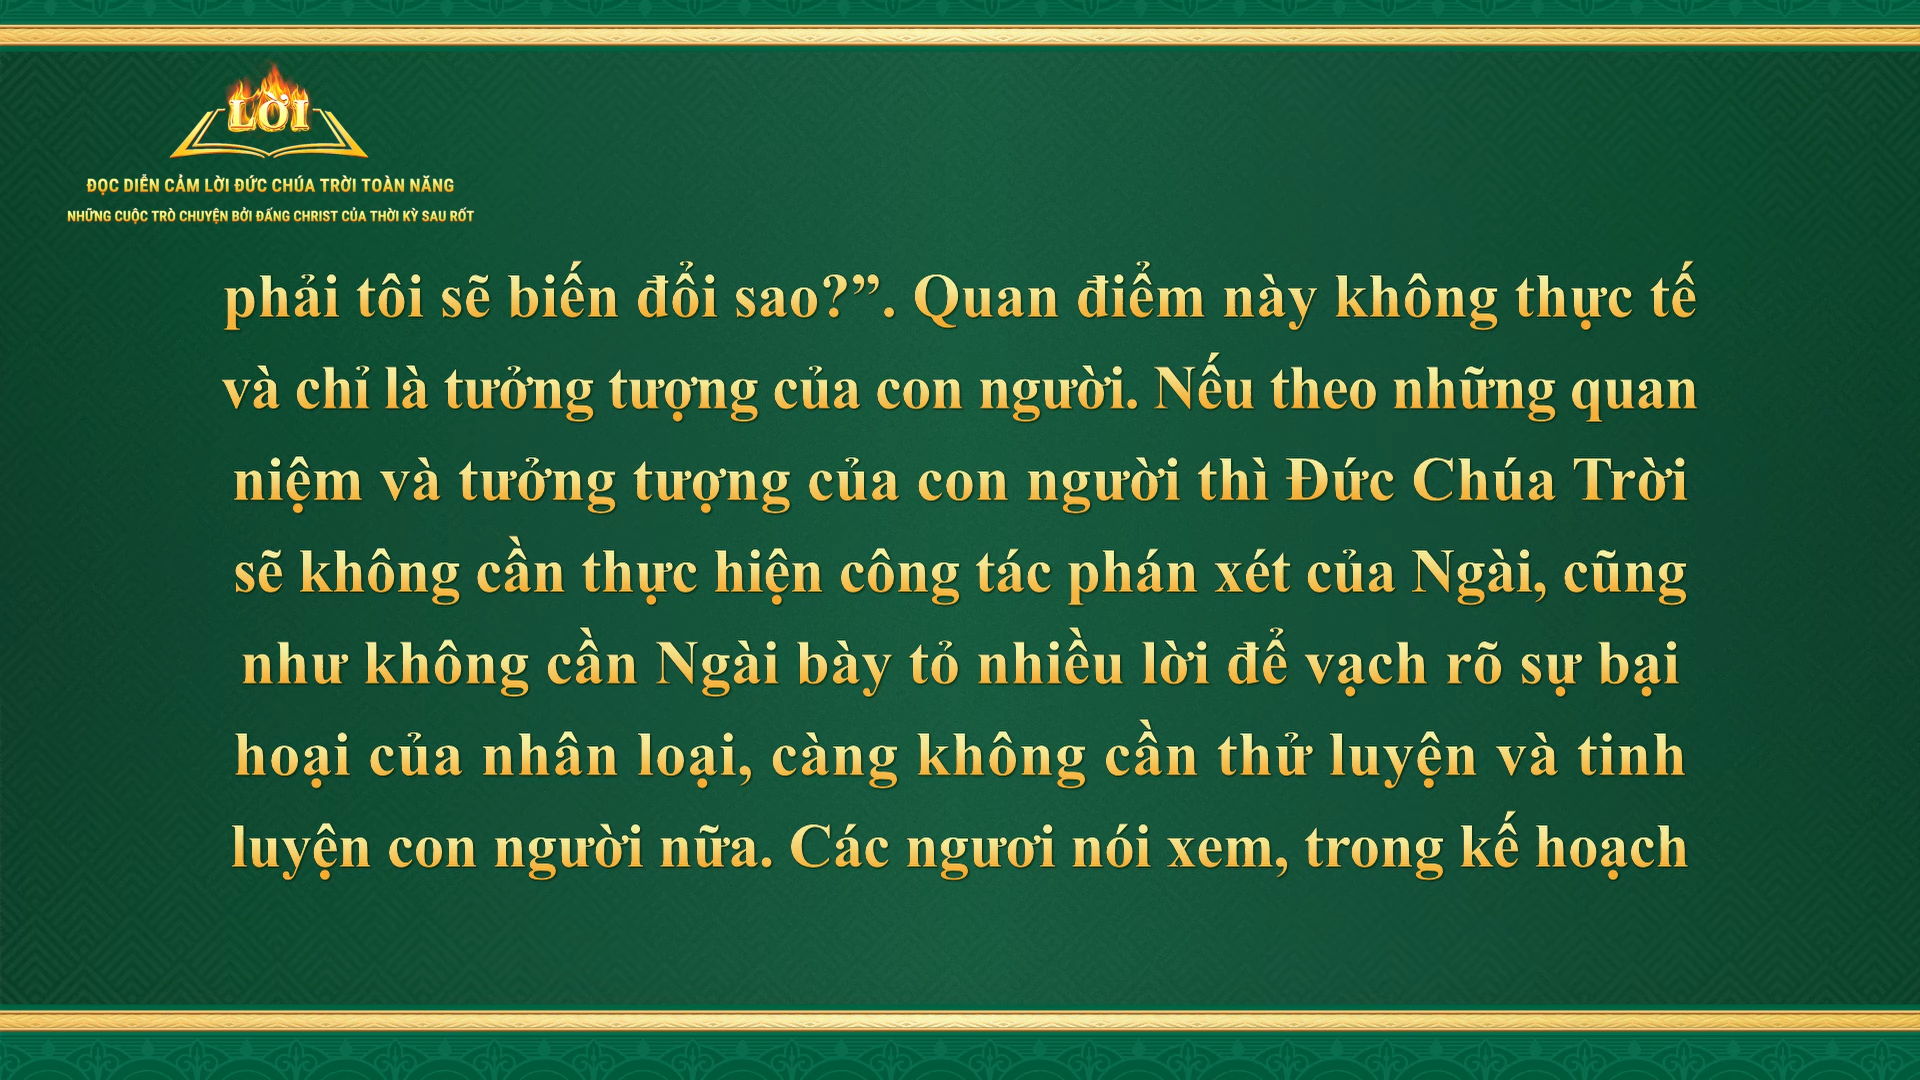 LỜI
ĐỌC DIỄN CẢM LỜI ĐỨC CHÚA TRỜI TOÀN NĂNG
NHỮNG CUỘC TRÒ CHUYỆN BỞI ĐẤNG CHRIST CỦA THỜI KỲ SAU RỐT
phải tôi sẽ biến đổi sao?”. Quan điểm này không thực tế
và chỉ là tưởng tượng của con người. Nếu theo những quan
niệm và tưởng tượng của con người thì Đức Chúa Trời
sẽ không cần thực hiện công tác phán xét của Ngài, cũng
như không cần Ngài bày tỏ nhiều lời để vạch rõ sự bại
hoại của nhân loại, càng không cần thử luyện và tinh
luyện con người nữa. Các ngươi nói xem, trong kế hoạch